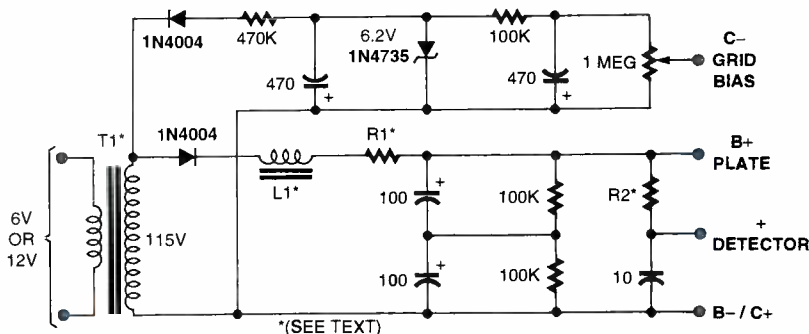 1N4004
470K
470
+
6.2V
1N4735
100K
470
+
1 MEG
C–
GRID
BIAS
T1*
1N4004
L1*
R1*
B+
PLATE
6V
OR
12V
115V
100
+
100K
R2*
+
DETECTOR
100
+
100K
10
B– / C+
*(SEE TEXT)